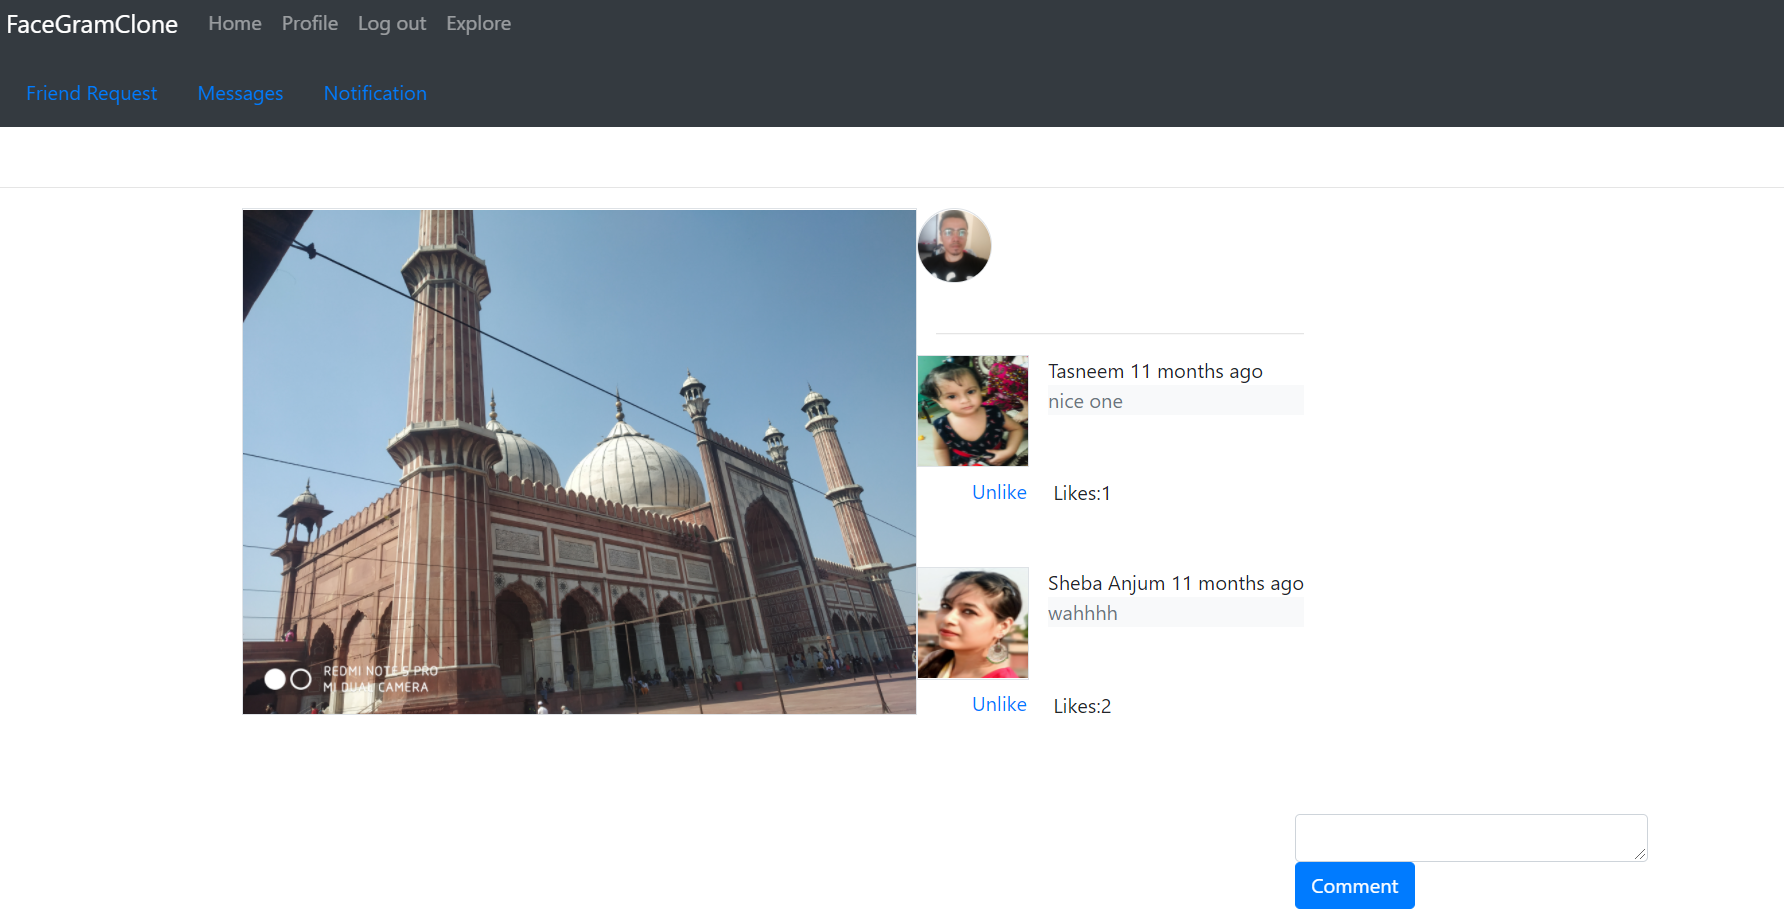 FaceGramClone Home Profile Log out Explore
Friend Request Messages Notification
REDMI NOTE 5 PRO
MI DUAL CAMERA
Tasneem 11 months ago
nice one
Unlike Likes:1
Sheba Anjum 11 months ago
wahhhh
Unlike Likes:2
Comment